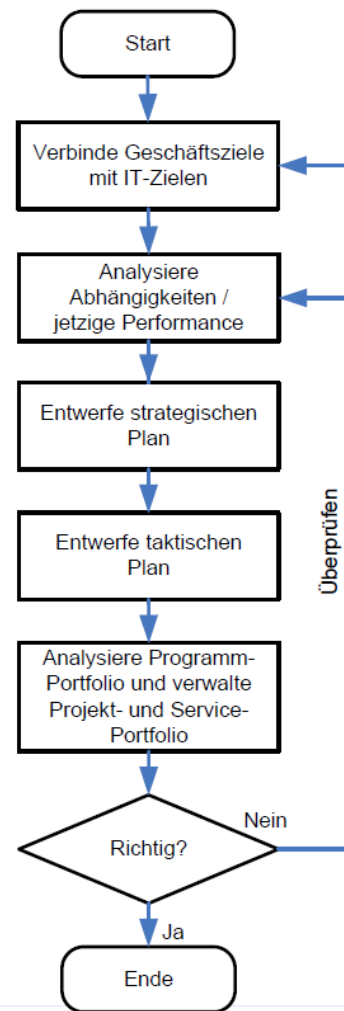 Start
Verbinde Geschäftsziele
mit IT-Zielen
Analysiere
Abhängigkeiten /
jetzige Performance
Entwerfe strategischen
Plan
Entwerfe taktischen
Plan
Überprüfen
Analysiere Programm-
Portfolio und verwalte
Projekt- und Service-
Portfolio
Richtig?
Nein
Ja
Ende